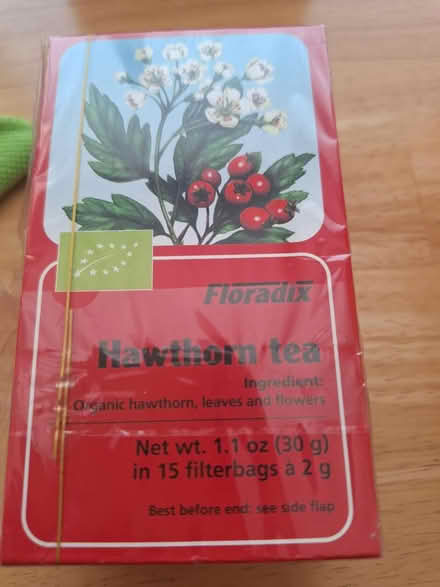 Floradix
Hawthorn tea
Ingredient:
Organic hawthorn, leaves and flowers
Net wt. 1.1 oz (30 g)
in 15 filterbags à 2 g
Best before end: see side flap